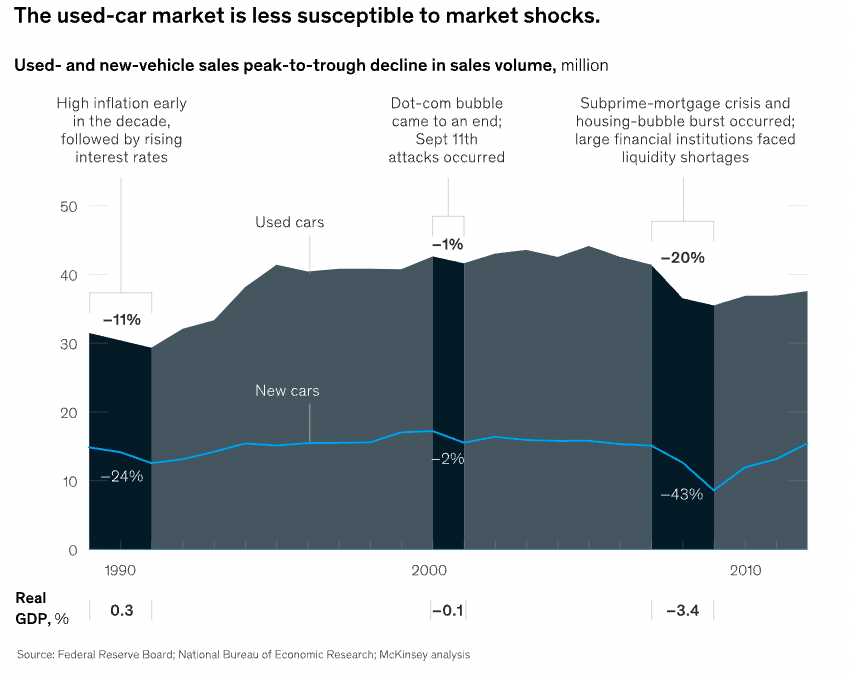 The used-car market is less susceptible to market shocks.
Used- and new-vehicle sales peak-to-trough decline in sales volume, million
High inflation early
in the decade,
followed by rising
interest rates
Dot-com bubble
came to an end;
Sept 11th
attacks occurred
Subprime-mortgage crisis and
housing-bubble burst occurred;
large financial institutions faced
liquidity shortages
50
Used cars
–1%
–20%
40
–11%
30
New cars
20
–2%
–24%
–43%
10
0
1990
2000
2010
Real
GDP, %
0.3
–0.1
–3.4
Source: Federal Reserve Board; National Bureau of Economic Research; McKinsey analysis